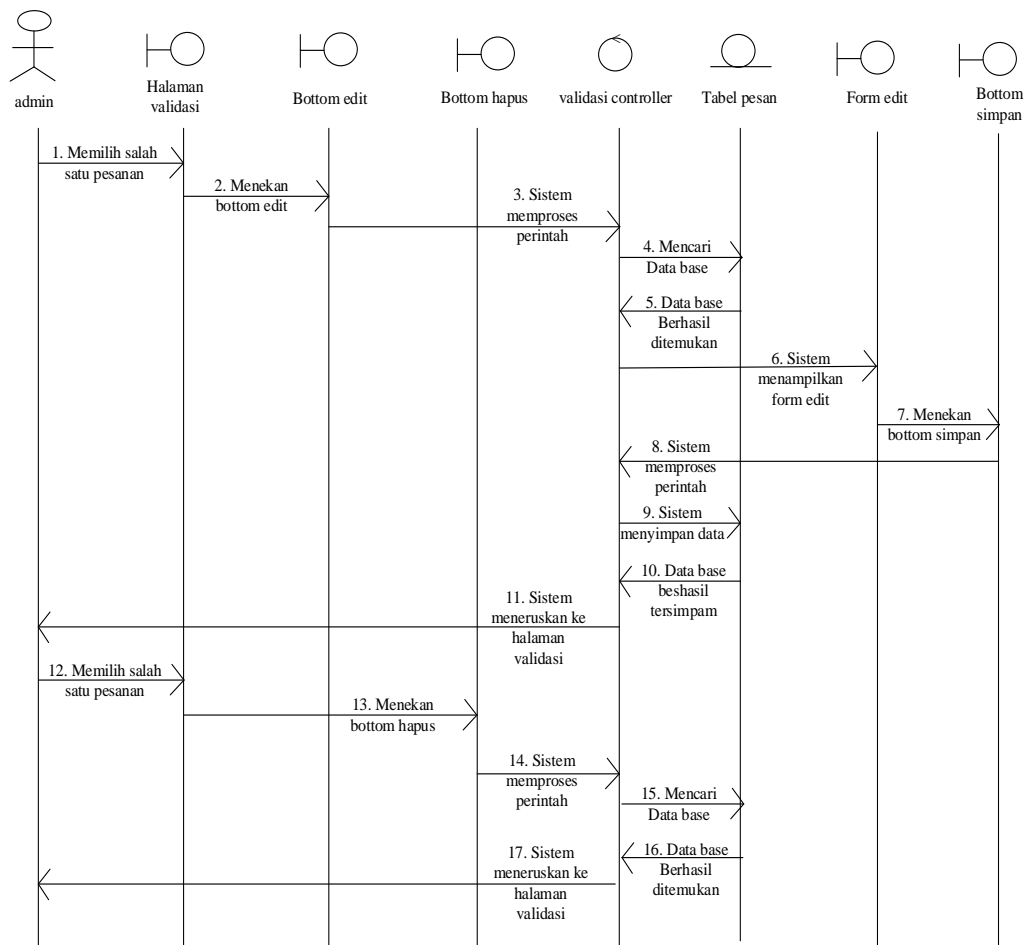 admin
Halaman
validasi
Bottom edit
Bottom hapus
validasi controller
Tabel pesan
Form edit
Bottom
simpan
1. Memilih salah
satu pesanan
2. Menekan
bottom edit
3. Sistem
memproses
perintah
4. Mencari
Data base
5. Data base
Berhasil
ditemukan
6. Sistem
menampilkan
form edit
7. Menekan
bottom simpan
8. Sistem
memproses
perintah
9. Sistem
menyimpan data
10. Data base
beshasil
tersimpam
11. Sistem
meneruskan ke
halaman
validasi
12. Memilih salah
satu pesanan
13. Menekan
bottom hapus
14. Sistem
memproses
perintah
15. Mencari
Data base
16. Data base
Berhasil
ditemukan
17. Sistem
meneruskan ke
halaman
validasi